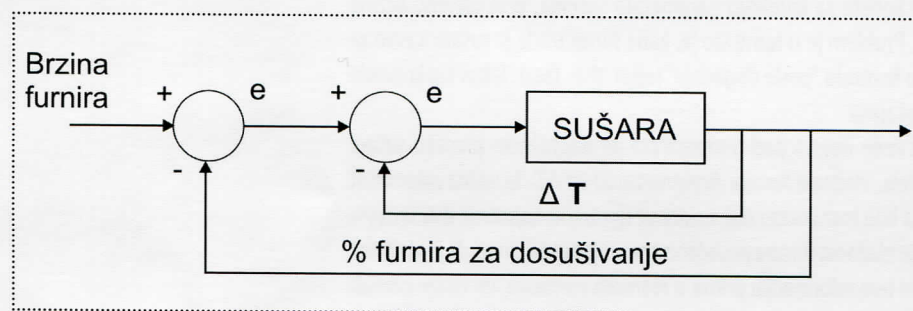 Brzina
furnira
+
e
+
e
SUŠARA
-
Δ T
% furnira za dosušivanje